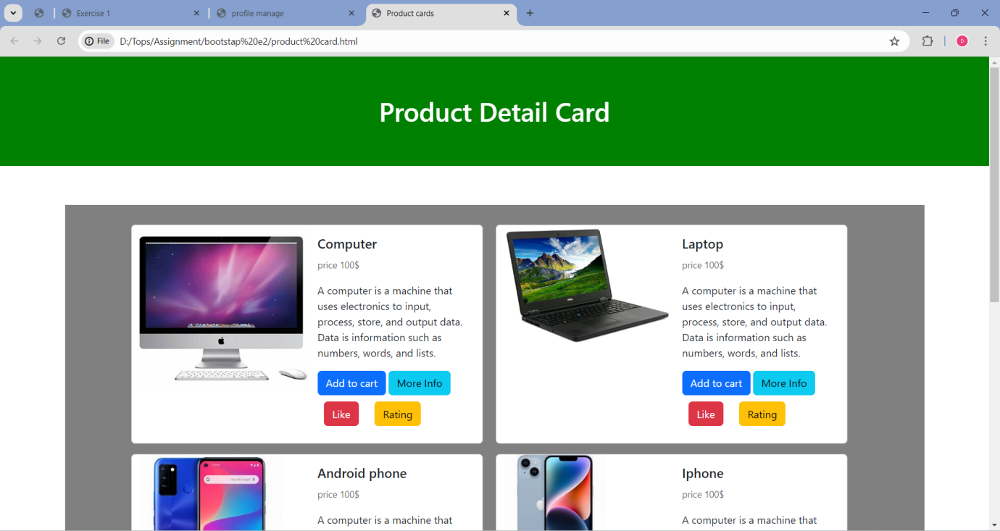 Exercise 1
profile manage
Product cards
File
D:/Tops/Assignment/bootstap%20e2/product%20card.html
D
Product Detail Card
Computer
price 100$
A computer is a machine that
uses electronics to input,
process, store, and output data.
Data is information such as
numbers, words, and lists.
Add to cart
More Info
Like
Rating
Laptop
price 100$
A computer is a machine that
uses electronics to input,
process, store, and output data.
Data is information such as
numbers, words, and lists.
Add to cart
More Info
Like
Rating
Android phone
price 100$
A computer is a machine that
Iphone
price 100$
A computer is a machine that